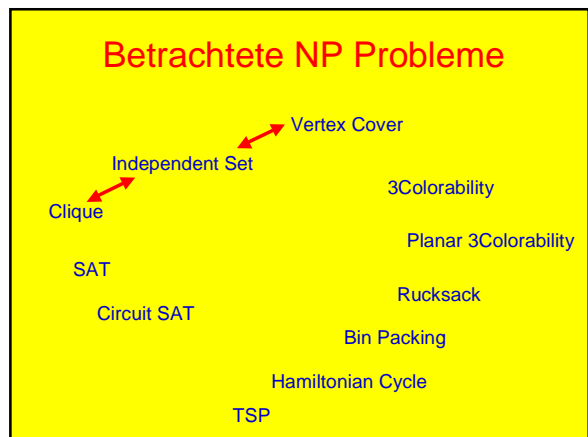 Betrachtete NP Probleme
Vertex Cover
Independent Set
3Colorability
Clique
Planar 3Colorability
SAT
Rucksack
Circuit SAT
Bin Packing
Hamiltonian Cycle
TSP